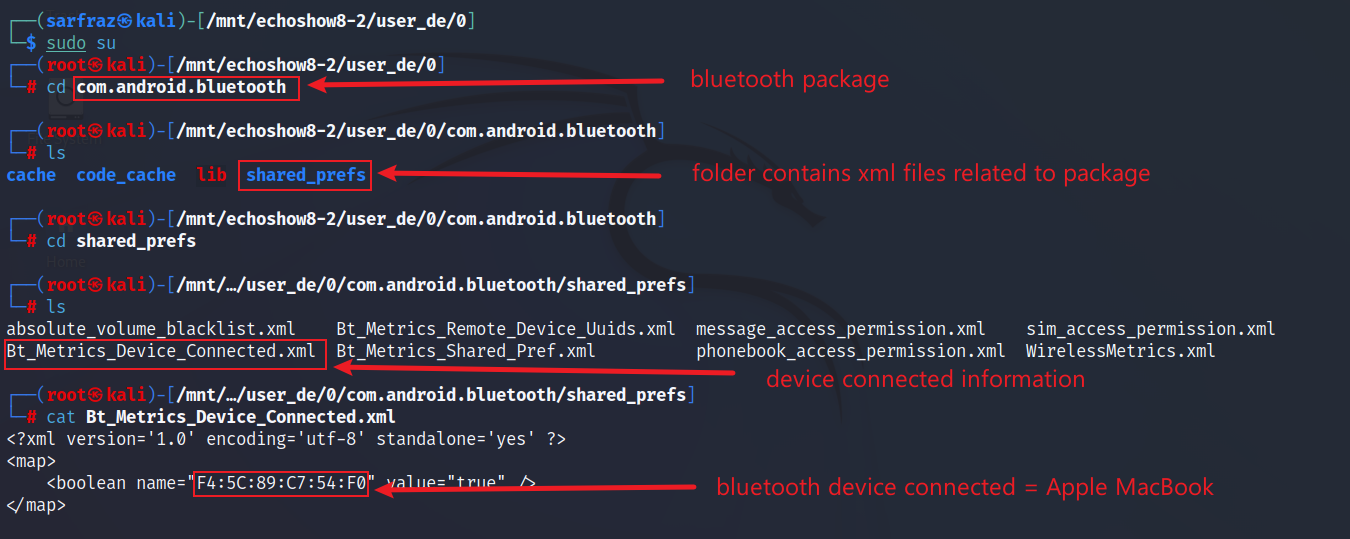 ┌──(sarfraz㉿kali)-[/mnt/echoshow8-2/user_de/0]
└─$ sudo su
┌──(root㉿kali)-[/mnt/echoshow8-2/user_de/0]
└─# cd com.android.bluetooth
bluetooth package
┌──(root㉿kali)-[/mnt/echoshow8-2/user_de/0/com.android.bluetooth]
└─# ls
cache code_cache lib shared_prefs
folder contains xml files related to package
┌──(root㉿kali)-[/mnt/echoshow8-2/user_de/0/com.android.bluetooth]
└─# cd shared_prefs
Home
┌──(root㉿kali)-[/mnt/…/user_de/0/com.android.bluetooth/shared_prefs]
└─# ls
absolute_volume_blacklist.xml Bt_Metrics_Remote_Device_Uuids.xml message_access_permission.xml sim_access_permission.xml
Bt_Metrics_Device_Connected.xml Bt_Metrics_Shared_Pref.xml phonebook_access_permission.xml WirelessMetrics.xml
device connected information
┌──(root㉿kali)-[/mnt/…/user_de/0/com.android.bluetooth/shared_prefs]
└─# cat Bt_Metrics_Device_Connected.xml
<?xml version='1.0' encoding='utf-8' standalone='yes' ?>
<map>
<boolean name="F4:5C:89:C7:54:F0" value="true" />
bluetooth device connected = Apple MacBook
</map>